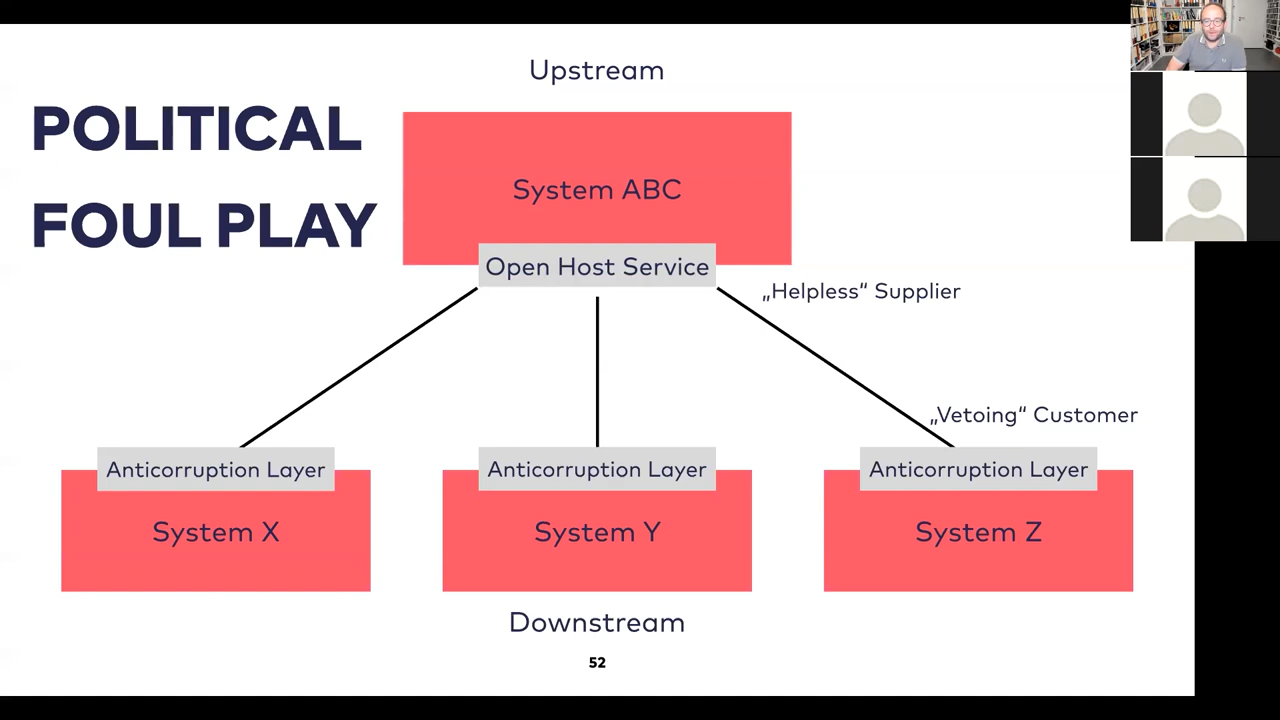 Upstream
POLITICAL
FOUL PLAY
System ABC
Open Host Service
„Helpless“ Supplier
„Vetoing“ Customer
Anticorruption Layer
Anticorruption Layer
Anticorruption Layer
System X
System Y
System Z
Downstream
52